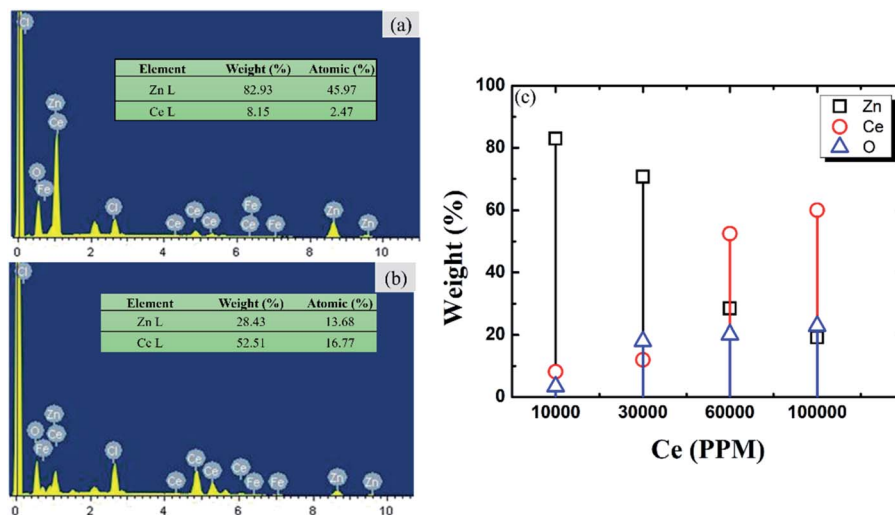 (a)
Cl
Element Weight (%) Atomic (%)
Zn L 82.93 45.97
Ce L 8.15 2.47
Zn
Ce
O
Fe
Cl
Ce
Ce
Ce
Fe
Ce
Fe
Zn
Zn
0 2 4 6 8 10
(b)
Cl
Element Weight (%) Atomic (%)
Zn L 28.43 13.68
Ce L 52.51 16.77
Zn
O
Ce
Fe
Cl
Ce
Ce
Ce
Ce
Fe
Fe
Zn
Zn
0 2 4 6 8 10
(c)
Zn
Ce
O
Weight (%)
100
80
60
40
20
0
10000 30000 60000 100000
Ce (PPM)